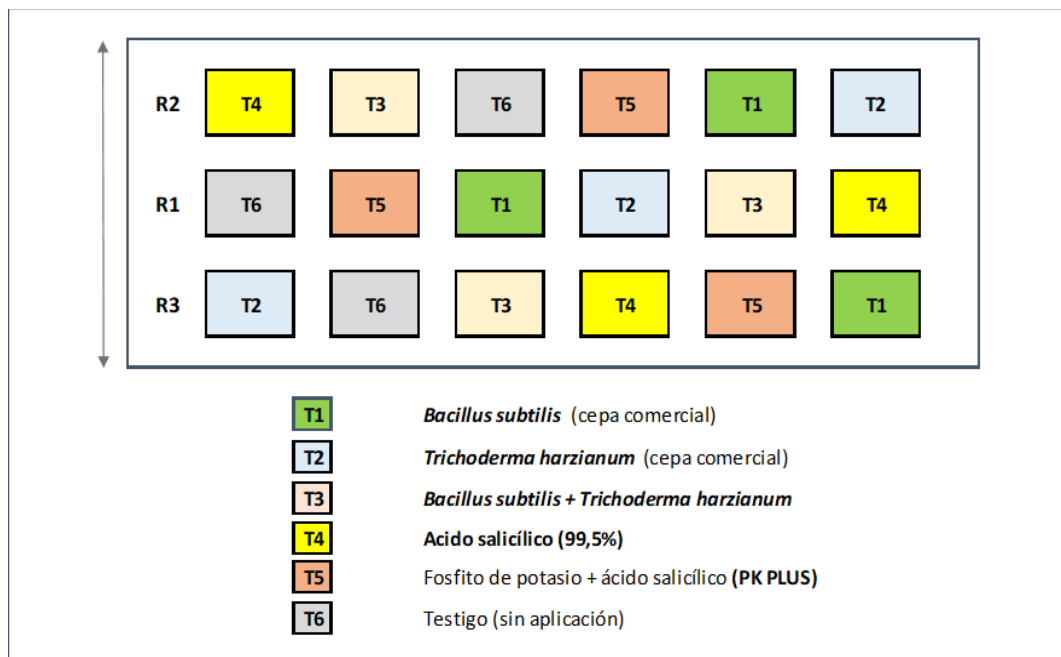 R2 T4 T3 T6 T5 T1 T2
R1 T6 T5 T1 T2 T3 T4
R3 T2 T6 T3 T4 T5 T1
T1 Bacillus subtilis (cepa comercial)
T2 Trichoderma harzianum (cepa comercial)
T3 Bacillus subtilis + Trichoderma harzianum
T4 Acido salicílico (99,5%)
T5 Fosfito de potasio + ácido salicílico (PK PLUS)
T6 Testigo (sin aplicación)